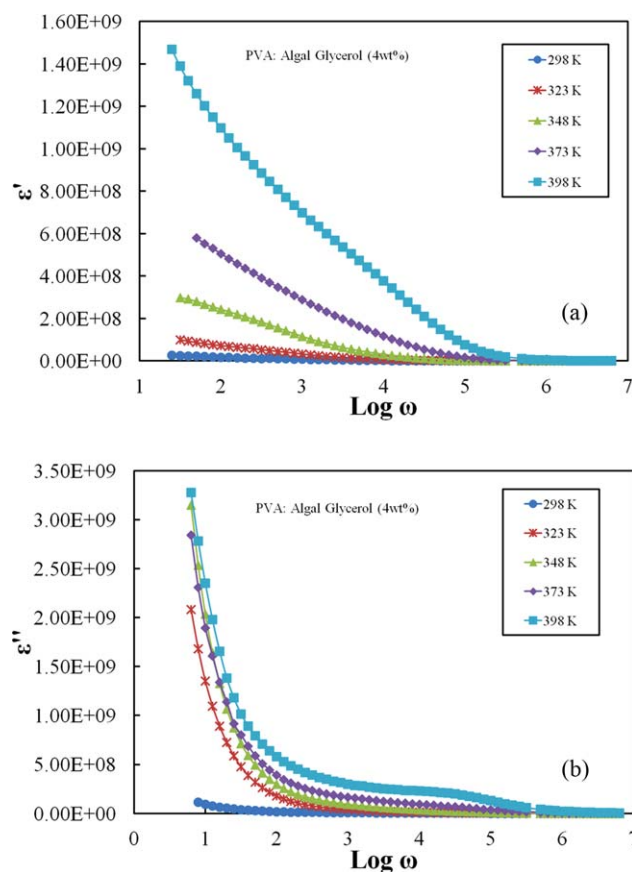 PVA: Algal Glycerol (4wt%)
298 K
323 K
348 K
373 K
398 K
1.60E+09
1.40E+09
1.20E+09
1.00E+09
8.00E+08
6.00E+08
4.00E+08
2.00E+08
0.00E+00
ε'
(a)
1 2 3 4 5 6 7
Log ω
PVA: Algal Glycerol (4wt%)
298 K
323 K
348 K
373 K
398 K
3.50E+09
3.00E+09
2.50E+09
2.00E+09
1.50E+09
1.00E+09
5.00E+08
0.00E+00
ε''
(b)
0 1 2 3 4 5 6 7
Log ω